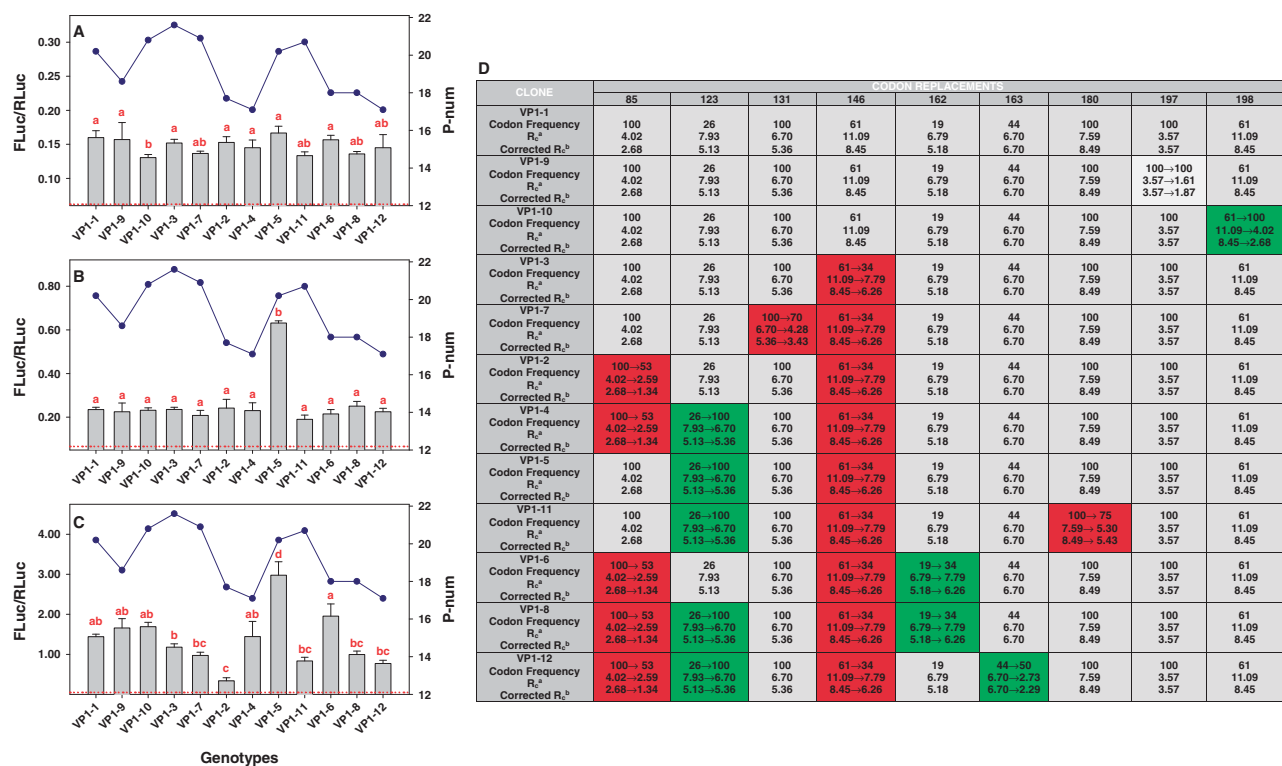 A
FLuc/RLuc
0.30
0.25
0.20
0.15
0.10
22
20
18
16
14
12
P-num
a
a
b
a
ab
a
a
a
ab
a
a
ab
VP1-1
VP1-9
VP1-10
VP1-3
VP1-7
VP1-2
VP1-4
VP1-5
VP1-11
VP1-6
VP1-8
VP1-12
B
FLuc/RLuc
0.80
0.60
0.40
0.20
22
20
18
16
14
12
P-num
a
a
a
a
a
a
a
b
a
a
a
a
VP1-1
VP1-9
VP1-10
VP1-3
VP1-7
VP1-2
VP1-4
VP1-5
VP1-11
VP1-6
VP1-8
VP1-12
C
FLuc/RLuc
4.00
3.00
2.00
1.00
22
20
18
16
14
12
P-num
ab
ab
ab
b
bc
c
ab
d
bc
a
bc
bc
VP1-1
VP1-9
VP1-10
VP1-3
VP1-7
VP1-2
VP1-4
VP1-5
VP1-11
VP1-6
VP1-8
VP1-12
Genotypes
D
CLONE CODON REPLACEMENTS
85 123 131 146 162 163 180 197 198
VP1-1
Codon Frequency 100 26 100 61 19 44 100 100 61
Rcᵃ 4.02 7.93 6.70 11.09 6.79 6.70 7.59 3.57 11.09
Corrected Rcᵇ 2.68 5.13 5.36 8.45 5.18 6.70 8.49 3.57 8.45
VP1-9
Codon Frequency 100 26 100 61 19 44 100 100→100 61
Rcᵃ 4.02 7.93 6.70 11.09 6.79 6.70 7.59 3.57→1.61 11.09
Corrected Rcᵇ 2.68 5.13 5.36 8.45 5.18 6.70 8.49 3.57→1.87 8.45
VP1-10
Codon Frequency 100 26 100 61 19 44 100 100 61→100
Rcᵃ 4.02 7.93 6.70 11.09 6.79 6.70 7.59 3.57 11.09→4.02
Corrected Rcᵇ 2.68 5.13 5.36 8.45 5.18 6.70 8.49 3.57 8.45→2.68
VP1-3
Codon Frequency 100 26 100 61→34 19 44 100 100 61
Rcᵃ 4.02 7.93 6.70 11.09→7.79 6.79 6.70 7.59 3.57 11.09
Corrected Rcᵇ 2.68 5.13 5.36 8.45→6.26 5.18 6.70 8.49 3.57 8.45
VP1-7
Codon Frequency 100 26 100→70 61→34 19 44 100 100 61
Rcᵃ 4.02 7.93 6.70→4.28 11.09→7.79 6.79 6.70 7.59 3.57 11.09
Corrected Rcᵇ 2.68 5.13 5.36→3.43 8.45→6.26 5.18 6.70 8.49 3.57 8.45
VP1-2
Codon Frequency 100→53 26 100 61→34 19 44 100 100 61
Rcᵃ 4.02→2.59 7.93 6.70 11.09→7.79 6.79 6.70 7.59 3.57 11.09
Corrected Rcᵇ 2.68→1.34 5.13 5.36 8.45→6.26 5.18 6.70 8.49 3.57 8.45
VP1-4
Codon Frequency 100→ 53 26→100 100 61→34 19 44 100 100 61
Rcᵃ 4.02→2.59 7.93→6.70 6.70 11.09→7.79 6.79 6.70 7.59 3.57 11.09
Corrected Rcᵇ 2.68→1.34 5.13→5.36 5.36 8.45→6.26 5.18 6.70 8.49 3.57 8.45
VP1-5
Codon Frequency 100 26→100 100 61→34 19 44 100 100 61
Rcᵃ 4.02 7.93→6.70 6.70 11.09→7.79 6.79 6.70 7.59 3.57 11.09
Corrected Rcᵇ 2.68 5.13→5.36 5.36 8.45→6.26 5.18 6.70 8.49 3.57 8.45
VP1-11
Codon Frequency 100 26→100 100 61→34 19 44 100→ 75 100 61
Rcᵃ 4.02 7.93→6.70 6.70 11.09→7.79 6.79 6.70 7.59→ 5.30 3.57 11.09
Corrected Rcᵇ 2.68 5.13→5.36 5.36 8.45→6.26 5.18 6.70 8.49→ 5.43 3.57 8.45
VP1-6
Codon Frequency 100→ 53 26 100 61→34 19→ 34 44 100 100 61
Rcᵃ 4.02→2.59 7.93 6.70 11.09→7.79 6.79→ 7.79 6.70 7.59 3.57 11.09
Corrected Rcᵇ 2.68→1.34 5.13 5.36 8.45→6.26 5.18→ 6.26 6.70 8.49 3.57 8.45
VP1-8
Codon Frequency 100→ 53 26→100 100 61→34 19→ 34 44 100 100 61
Rcᵃ 4.02→2.59 7.93→6.70 6.70 11.09→7.79 6.79→ 7.79 6.70 7.59 3.57 11.09
Corrected Rcᵇ 2.68→1.34 5.13→5.36 5.36 8.45→6.26 5.18→ 6.26 6.70 8.49 3.57 8.45
VP1-12
Codon Frequency 100→ 53 26→100 100 61→34 19 44→50 100 100 61
Rcᵃ 4.02→2.59 7.93→6.70 6.70 11.09→7.79 6.79 6.70→2.73 7.59 3.57 11.09
Corrected Rcᵇ 2.68→1.34 5.13→5.36 5.36 8.45→6.26 5.18 6.70→2.29 8.49 3.57 8.45